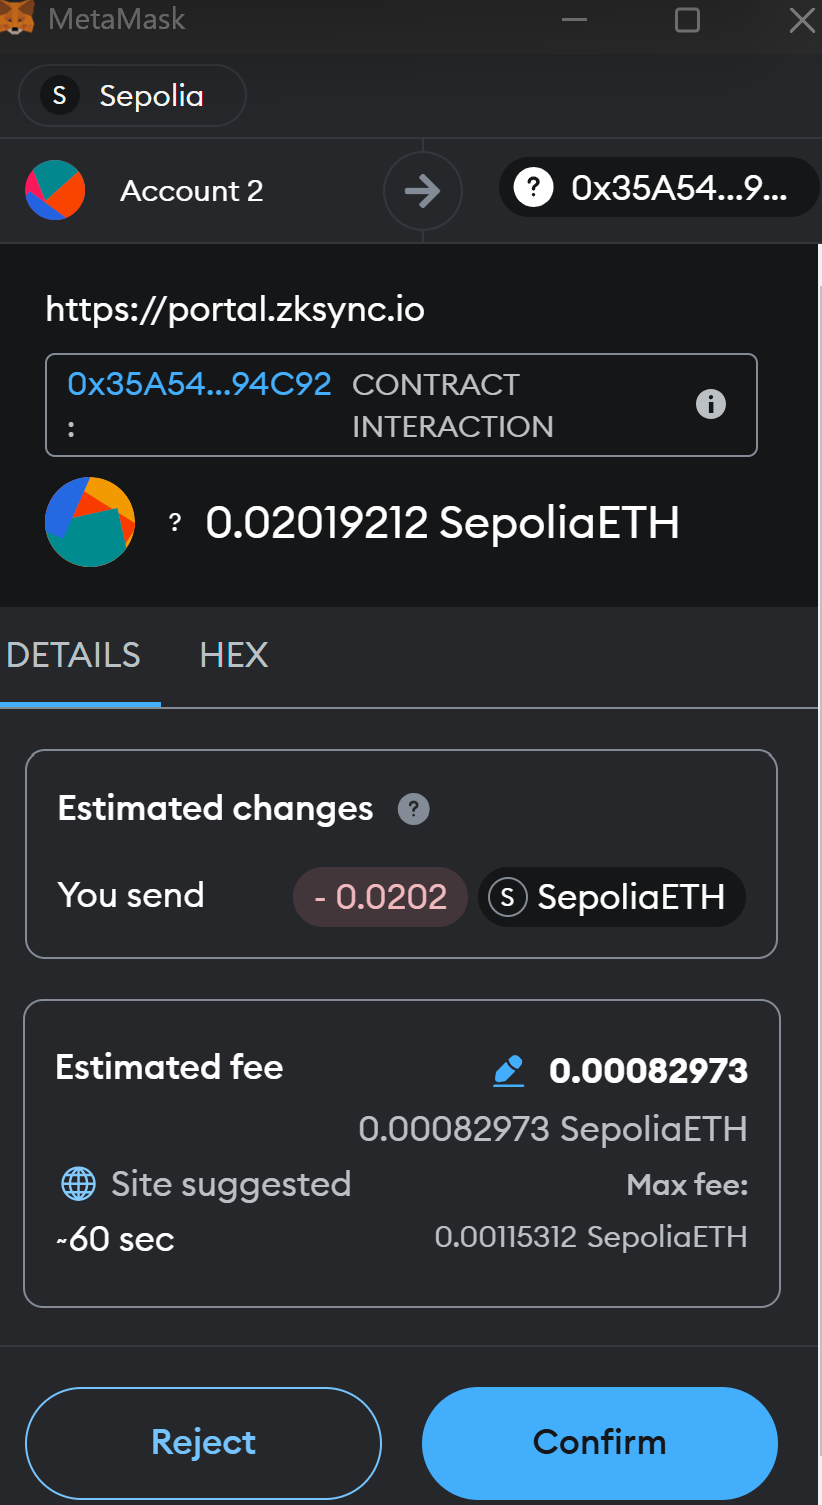 MetaMask
S Sepolia
Account 2
? 0x35A54...9...
https://portal.zksync.io
0x35A54...94C92 CONTRACT
: INTERACTION
? 0.02019212 SepoliaETH
DETAILS HEX
Estimated changes ?
You send - 0.0202 S SepoliaETH
Estimated fee 0.00082973
0.00082973 SepoliaETH
Site suggested Max fee:
~60 sec 0.00115312 SepoliaETH
Reject Confirm